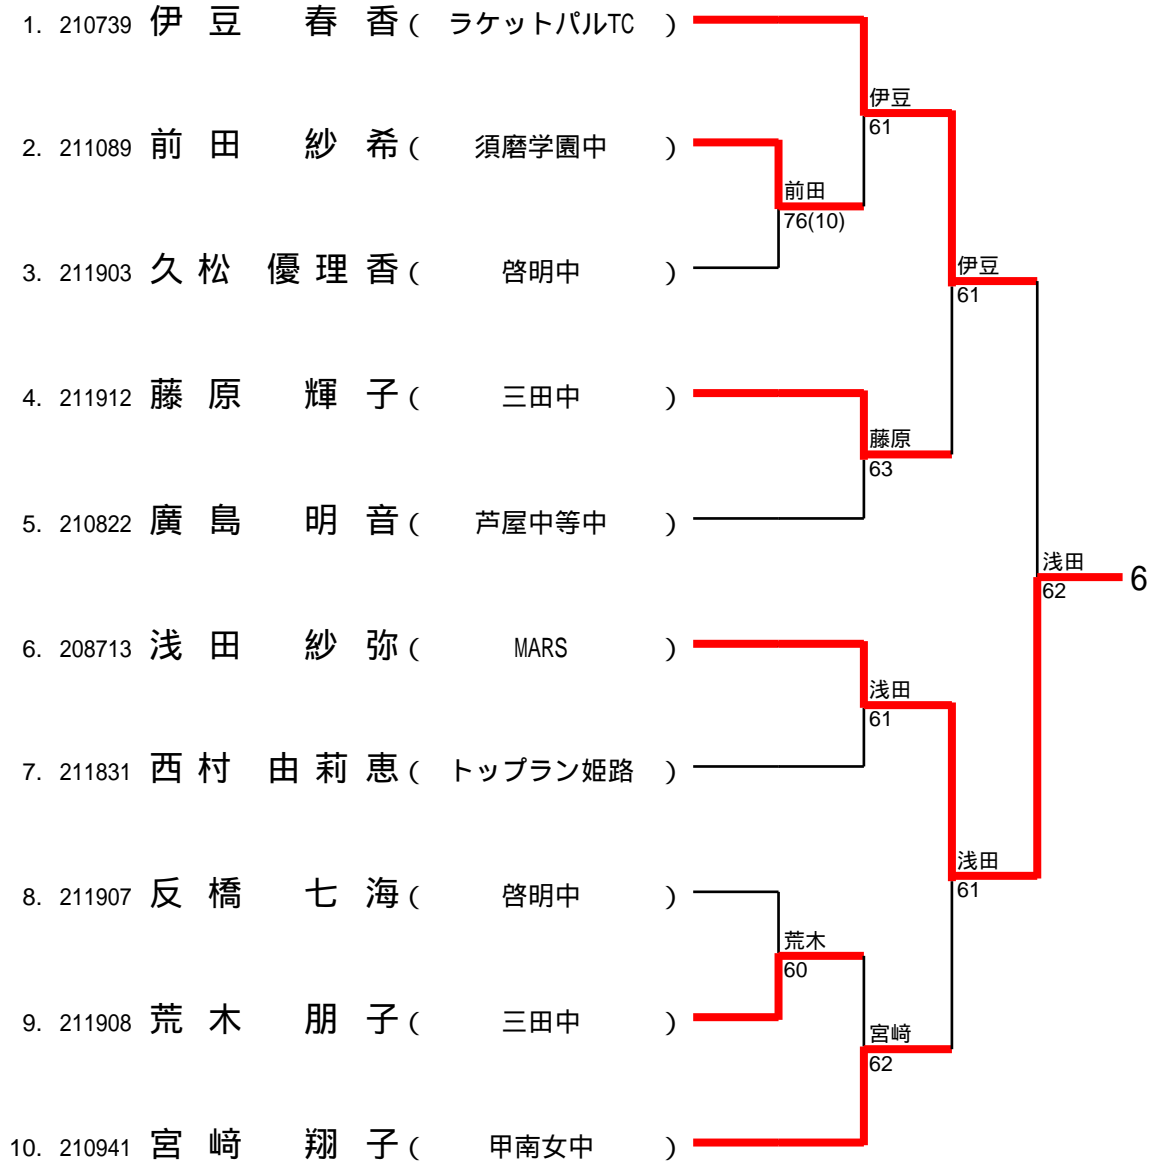 1. 210739 伊 豆 春 香 ( ラケットパルTC )
伊豆
61
2. 211089 前 田 紗 希 ( 須磨学園中 )
前田
76(10)
3. 211903 久 松 優 理 香 ( 啓明中 )
伊豆
61
4. 211912 藤 原 輝 子 ( 三田中 )
藤原
63
5. 210822 廣 島 明 音 ( 芦屋中等中 )
浅田
62
6
6. 208713 浅 田 紗 弥 ( MARS )
浅田
61
7. 211831 西 村 由 莉 恵 ( トップラン姫路 )
浅田
61
8. 211907 反 橋 七 海 ( 啓明中 )
荒木
60
9. 211908 荒 木 朋 子 ( 三田中 )
宮﨑
62
10. 210941 宮 﨑 翔 子 ( 甲南女中 )